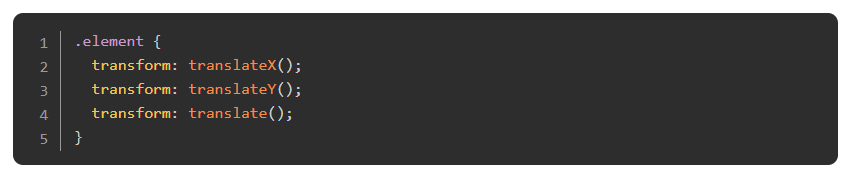 1 .element {
2   transform: translateX();
3   transform: translateY();
4   transform: translate();
5 }